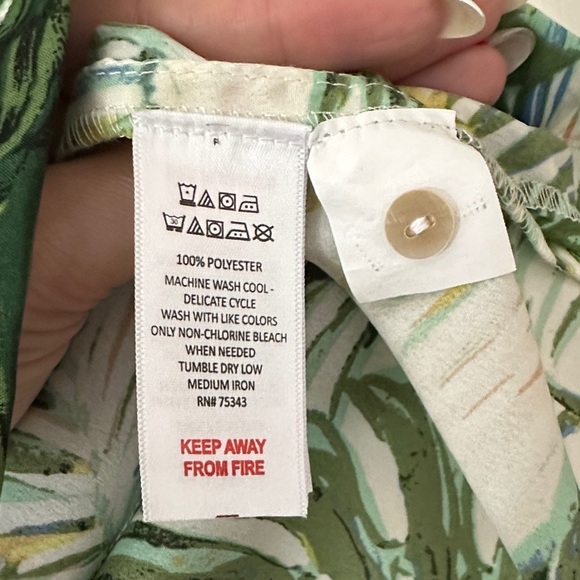 30
100% POLYESTER
MACHINE WASH COOL -
DELICATE CYCLE
WASH WITH LIKE COLORS
ONLY NON-CHLORINE BLEACH
WHEN NEEDED
TUMBLE DRY LOW
MEDIUM IRON
RN# 75343
KEEP AWAY
FROM FIRE